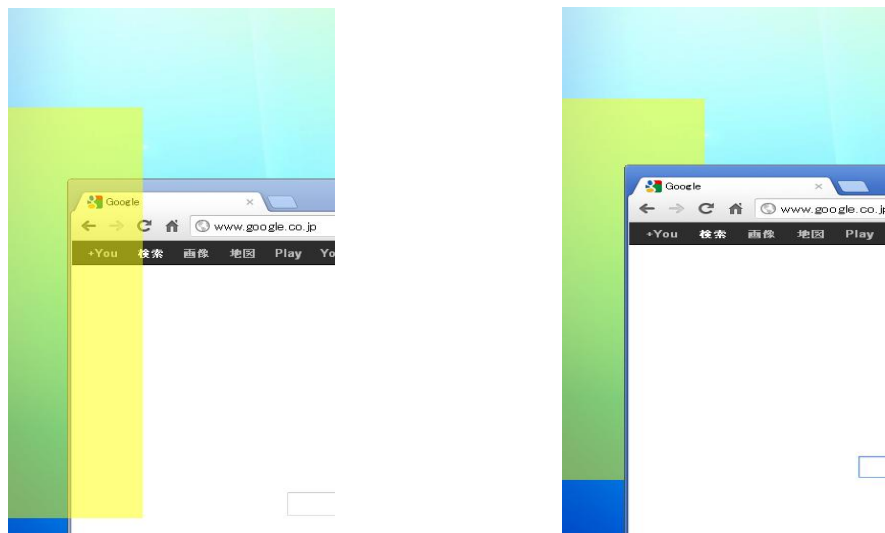 Google
www.google.co.jp
+You 検索 画像 地図 Play Yo
Google
www.google.co.jp
+You 検索 画像 地図 Play